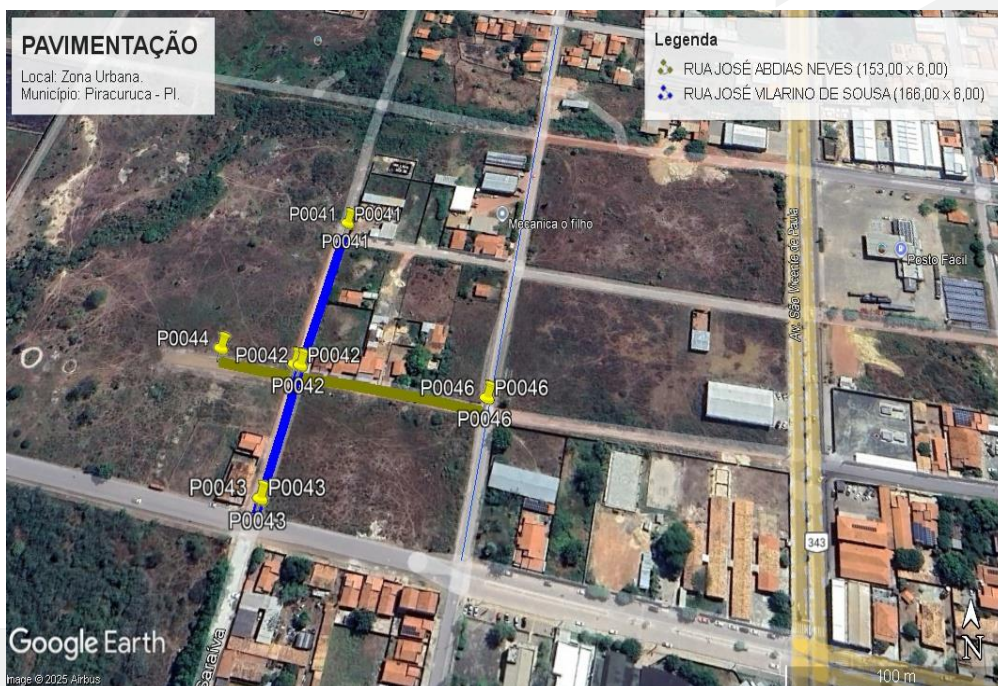 PAVIMENTAÇÃO
Local: Zona Urbana.
Município: Piracuruca - PI.
Legenda
RUA JOSÉ ABDIAS NEVES (153,00 x 6,00)
RUA JOSÉ VILARINO DE SOUSA (166,00 x 6,00)
P0041 P0041
P0041
Mecanica o filho
Posto Facil
Av. São Vicente de Paula
P0044
P0042 P0042
P0042
P0046 P0046
P0046
P0043 P0043
P0043
343
Saraiva
Google Earth
Image © 2025 Airbus
100 m
N